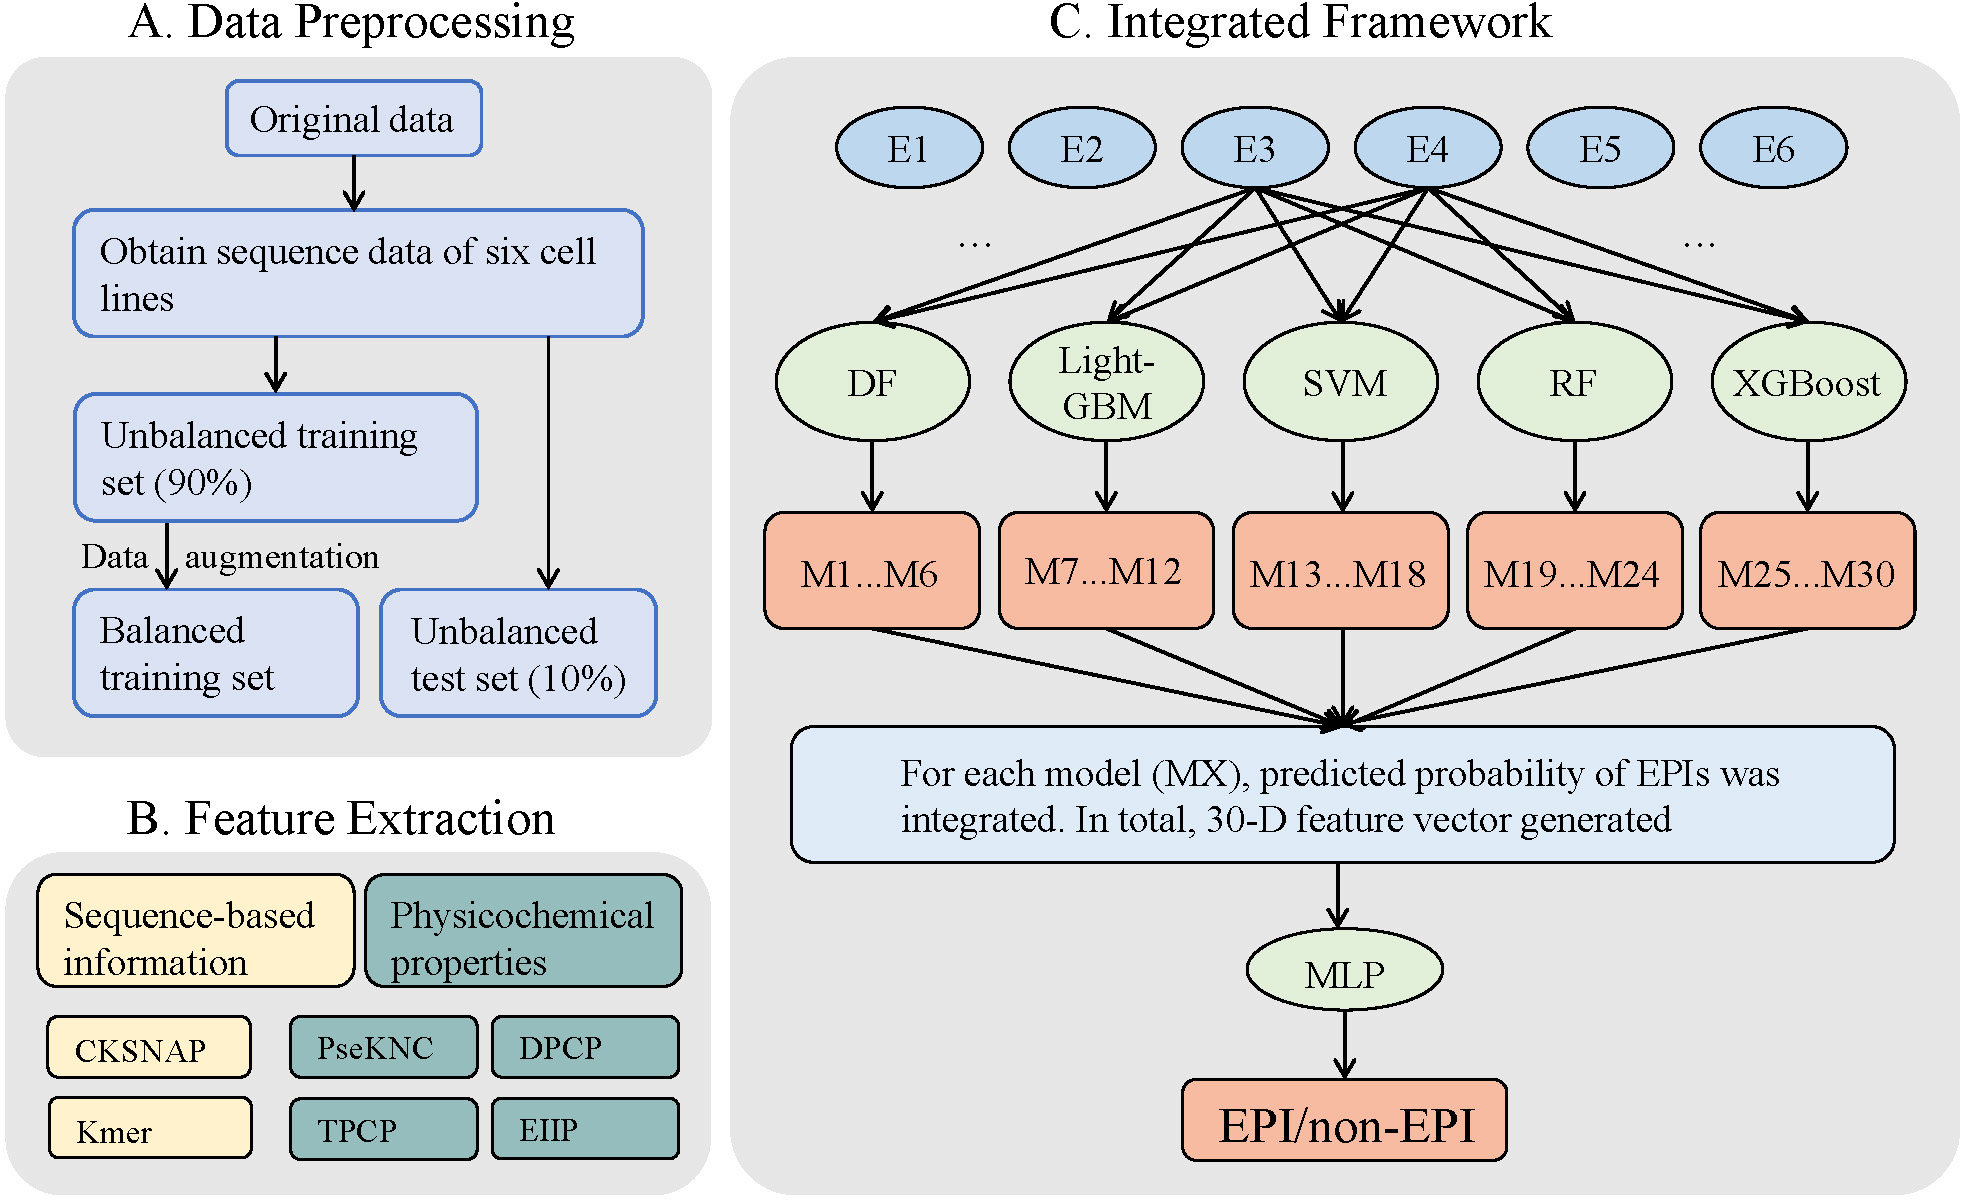 A. Data Preprocessing
Original data
Obtain sequence data of six cell
lines
Unbalanced training
set (90%)
Data augmentation
Balanced
training set
Unbalanced
test set (10%)
B. Feature Extraction
Sequence-based
information
Physicochemical
properties
CKSNAP
PseKNC
DPCP
Kmer
TPCP
EIIP
C. Integrated Framework
E1
E2
E3
E4
E5
E6
...
...
DF
Light-
GBM
SVM
RF
XGBoost
M1...M6
M7...M12
M13...M18
M19...M24
M25...M30
For each model (MX), predicted probability of EPIs was
integrated. In total, 30-D feature vector generated
MLP
EPI/non-EPI